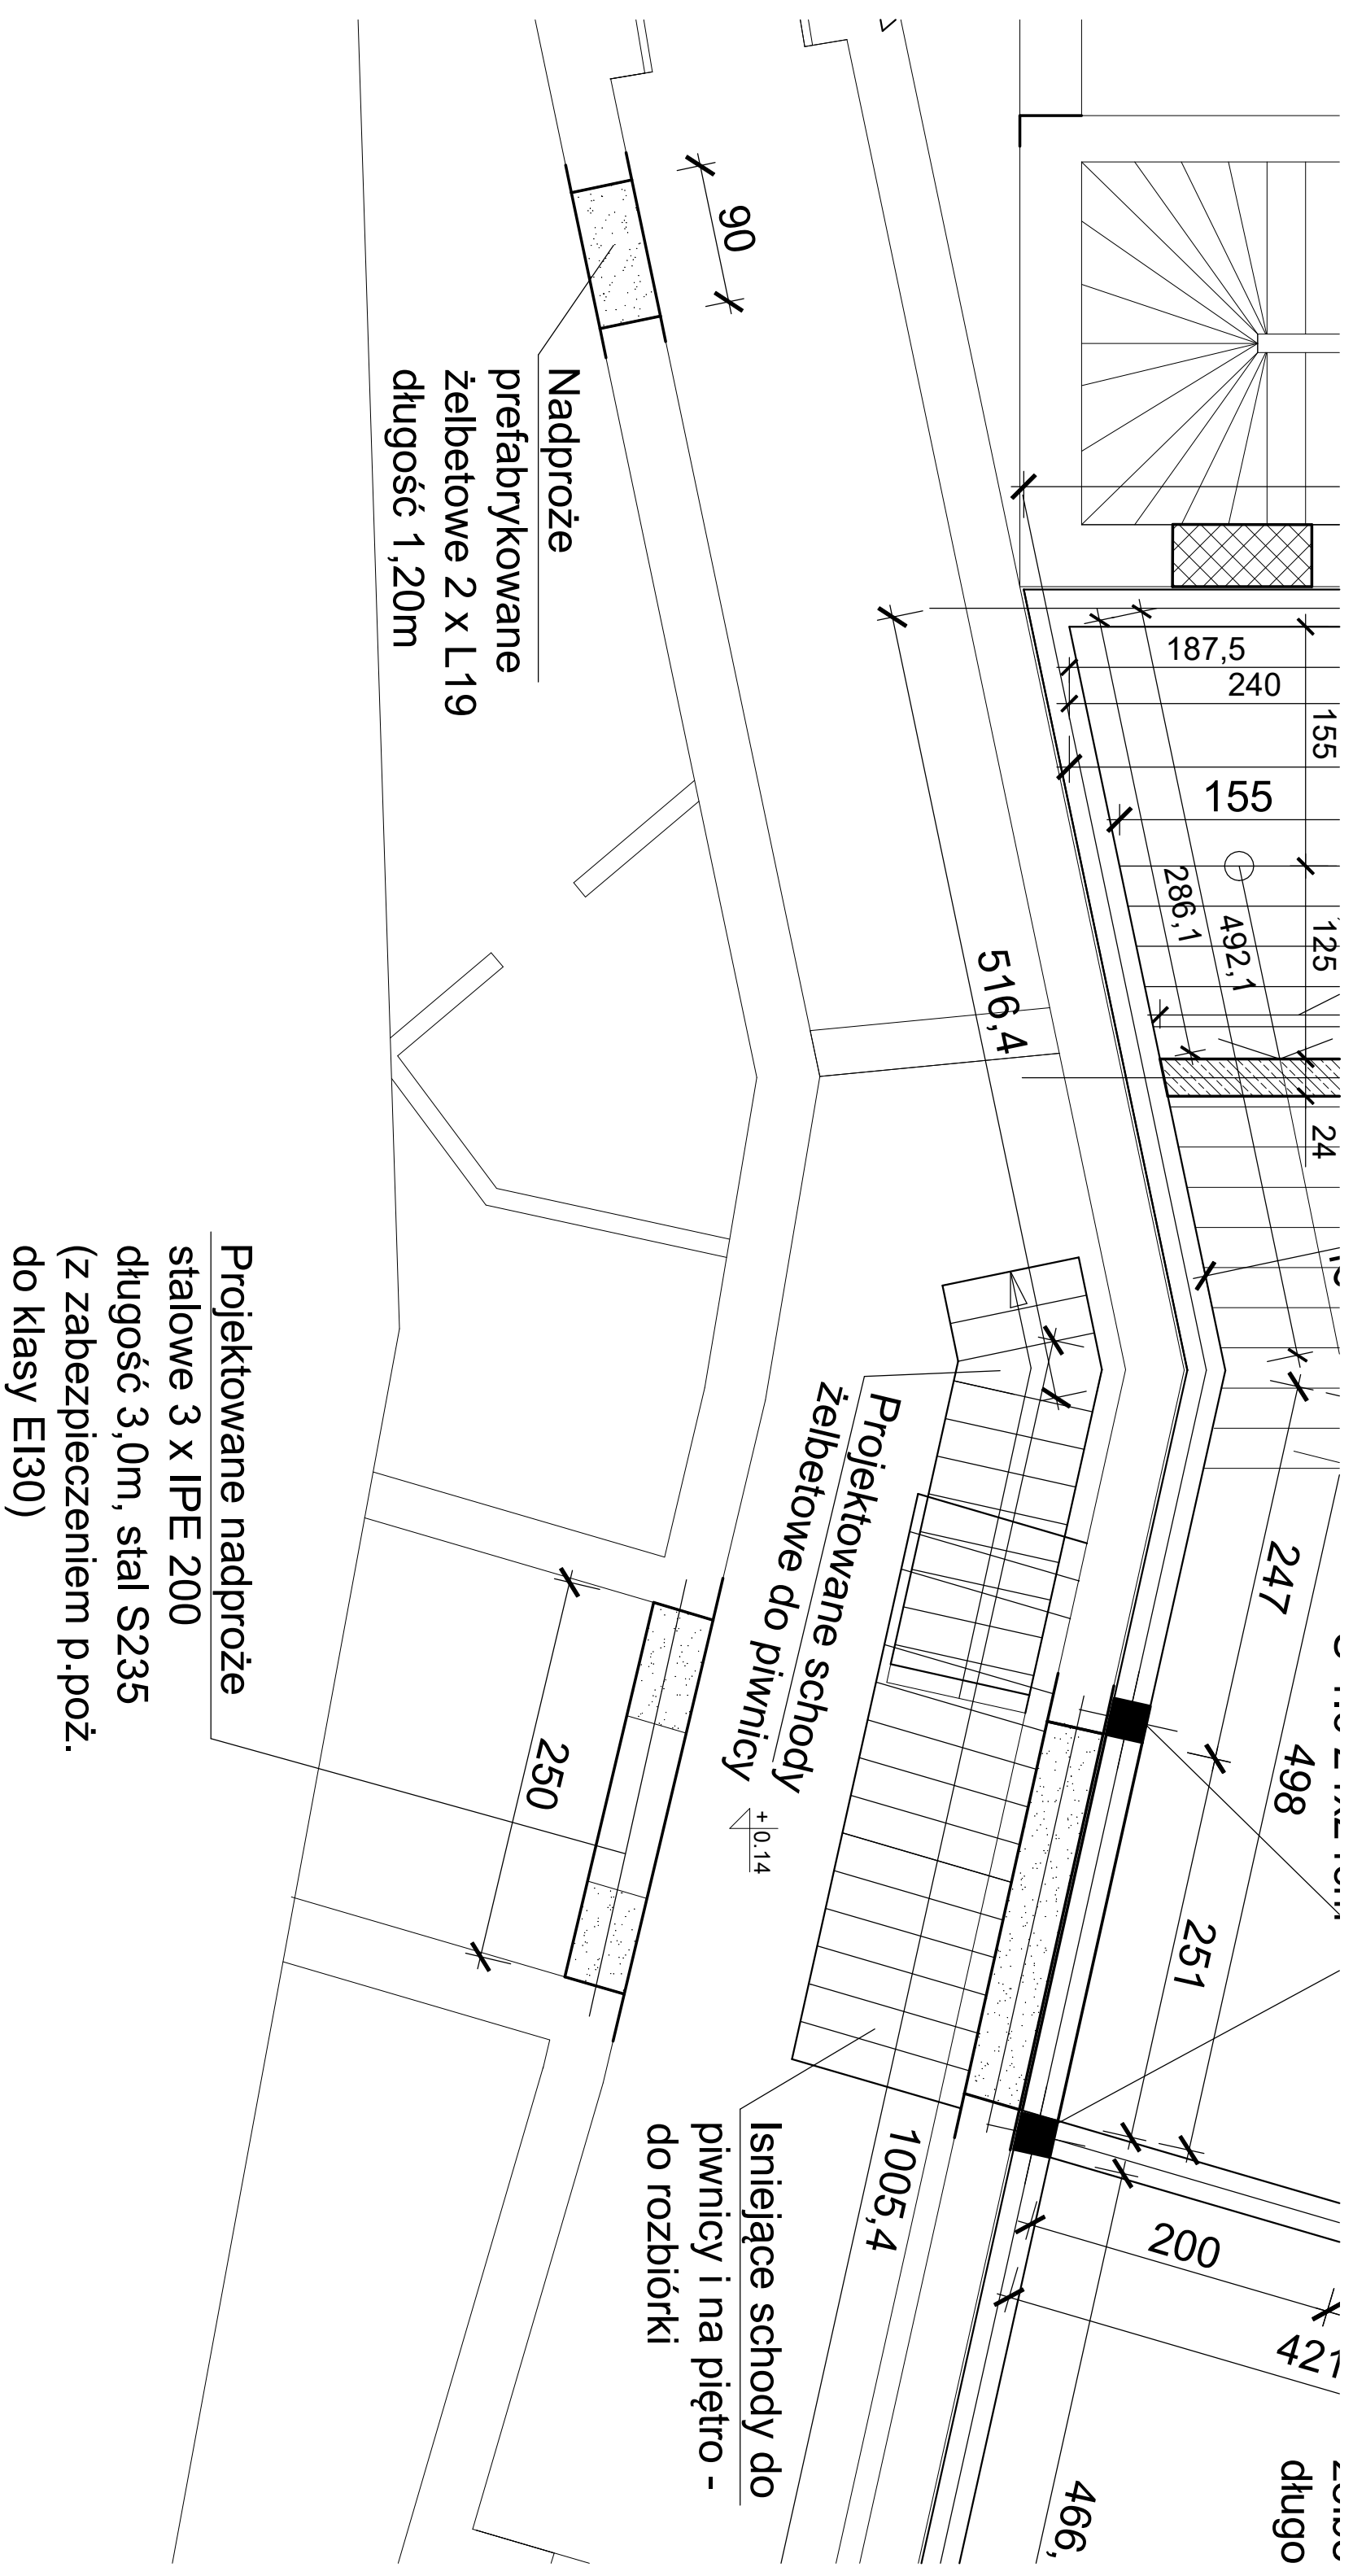 90
Nadproże
prefabrykowane
żelbetowe 2 x L19
długość 1,20m
187,5
240
155
155
125
24
286,1
492,1
516,4
Projektowane schody
żelbetowe do piwnicy
+0.14
247
498
251
250
Projektowane nadproże
stalowe 3 x IPE 200
długość 3,0m, stal S235
(z zabezpieczeniem p.poż.
do klasy EI30)
Isniejące schody do
piwnicy i na piętro -
do rozbiórki
1005,4
200
421
466,
długo